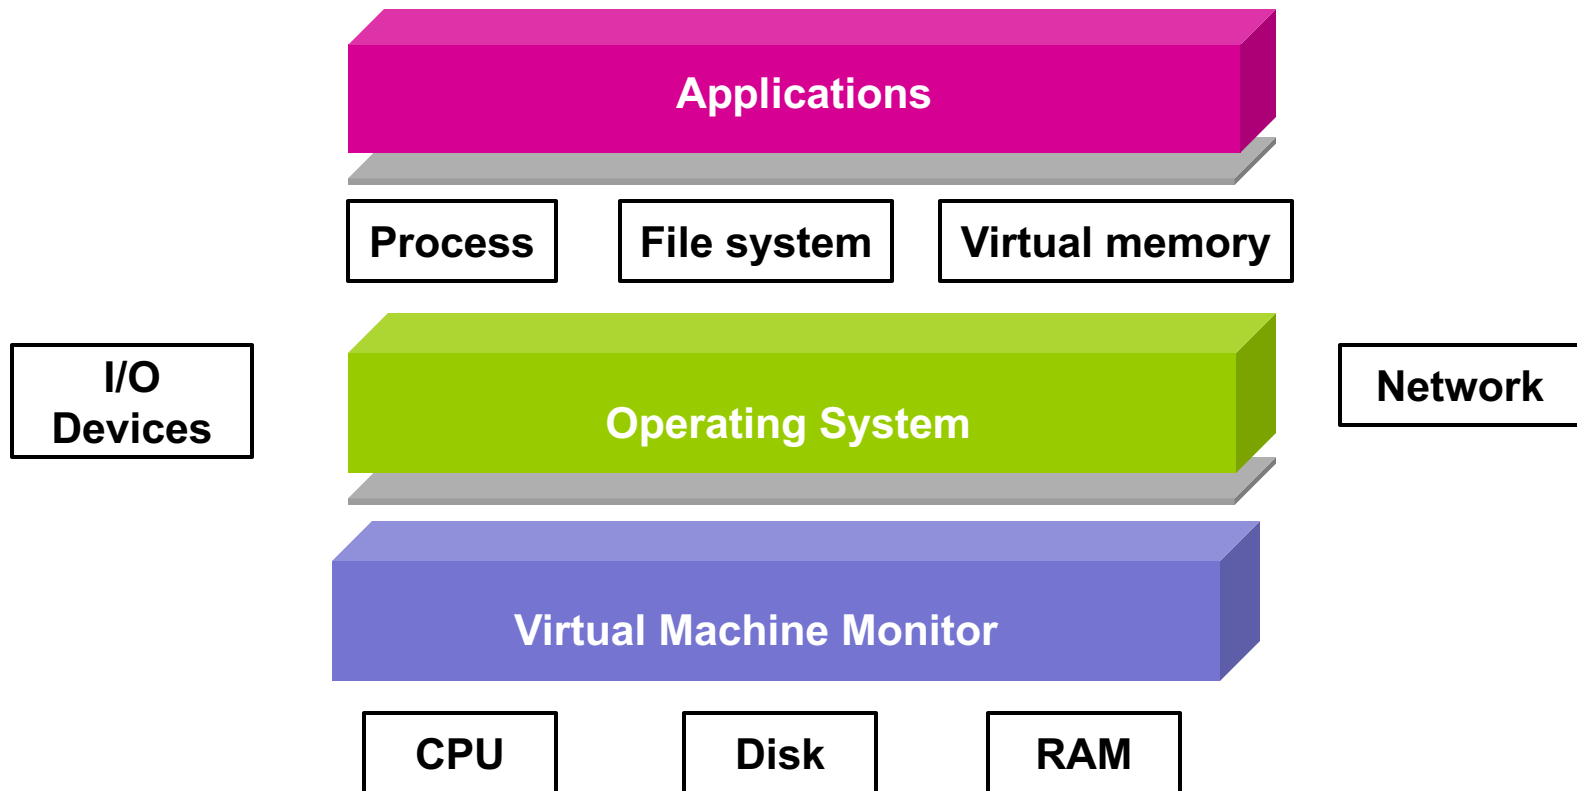 Applications
Process
File system
Virtual memory
I/O
Devices
Operating System
Network
Virtual Machine Monitor
CPU
Disk
RAM